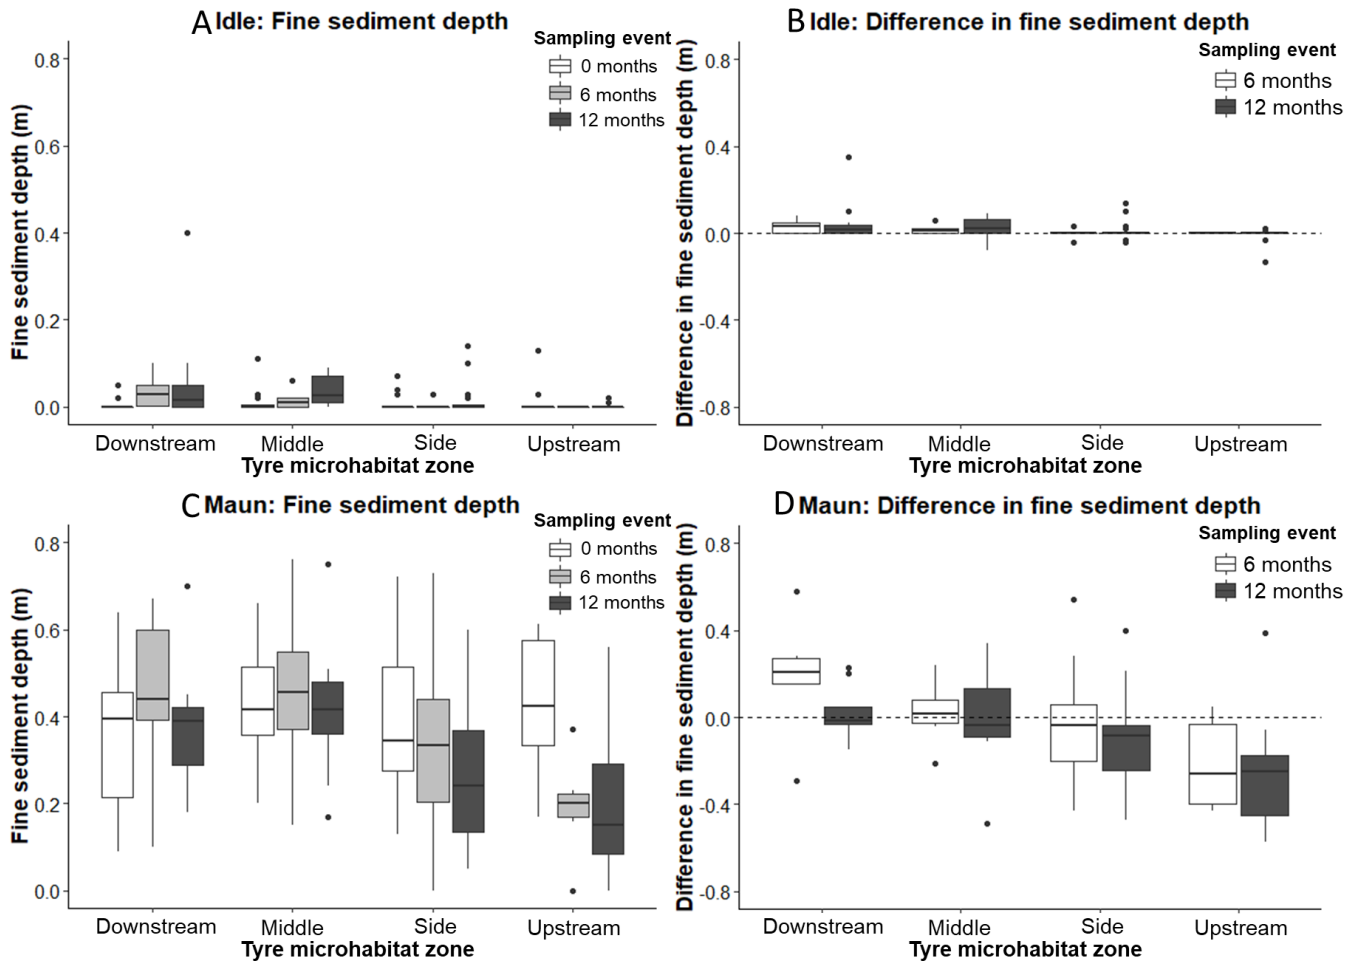 A Idle: Fine sediment depth
Sampling event
0 months
6 months
12 months
Fine sediment depth (m)
0.8
0.6
0.4
0.2
0.0
Downstream Middle Side Upstream
Tyre microhabitat zone
B Idle: Difference in fine sediment depth
Sampling event
6 months
12 months
Difference in fine sediment depth (m)
0.8
0.4
0.0
-0.4
-0.8
Downstream Middle Side Upstream
Tyre microhabitat zone
C Maun: Fine sediment depth
Sampling event
0 months
6 months
12 months
Fine sediment depth (m)
0.8
0.6
0.4
0.2
0.0
Downstream Middle Side Upstream
Tyre microhabitat zone
D Maun: Difference in fine sediment depth
Sampling event
6 months
12 months
Difference in fine sediment depth (m)
0.8
0.4
0.0
-0.4
-0.8
Downstream Middle Side Upstream
Tyre microhabitat zone